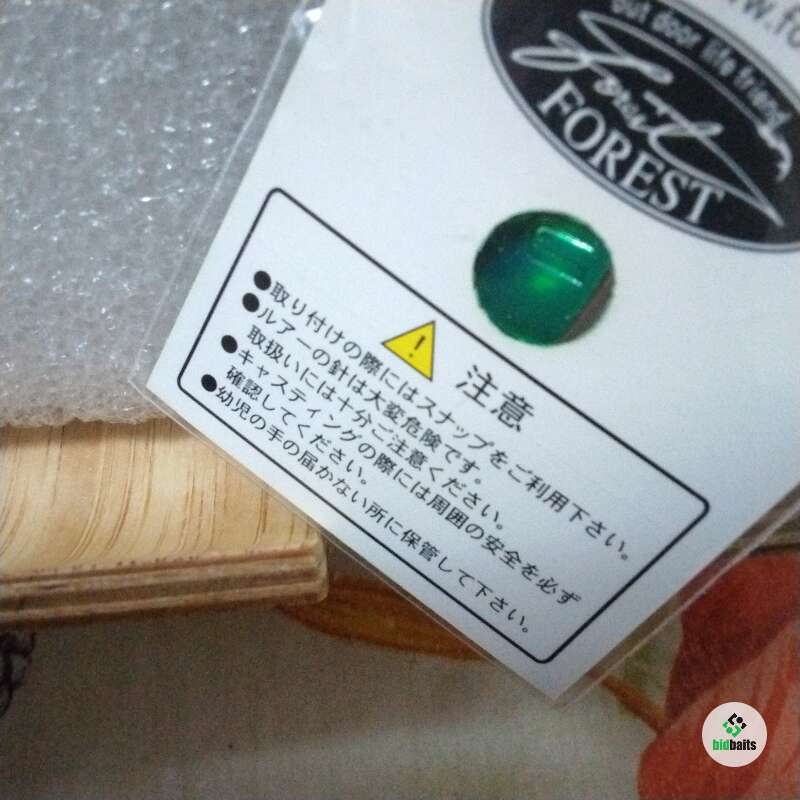 out door life friend
Forest
FOREST
注意
●取り付けの際にはスナップをご利用下さい。
●ルアーの針は大変危険です。
取扱いには十分ご注意ください。
●キャスティングの際には周囲の安全を必ず
確認してください。
●幼児の手の届かない所に保管して下さい。
bidbaits